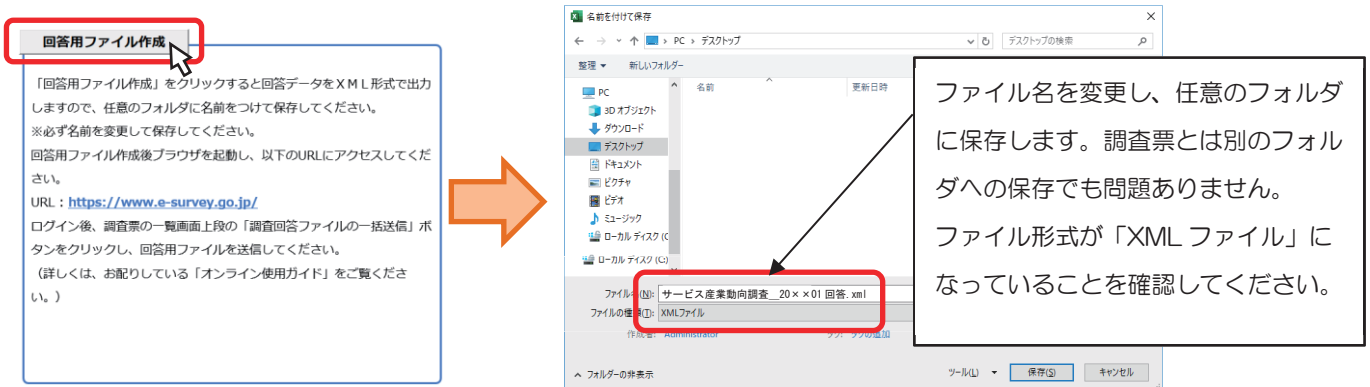 回答用ファイル作成
「回答用ファイル作成」をクリックすると回答データをＸＭＬ形式で出力
しますので、任意のフォルダに名前をつけて保存してください。
※必ず名前を変更して保存してください。
回答用ファイル作成後ブラウザを起動し、以下のURLにアクセスしてくだ
さい。
URL：https://www.e-survey.go.jp/
ログイン後、調査票の一覧画面上段の「調査回答ファイルの一括送信」ボ
タンをクリックし、回答用ファイルを送信してください。
（詳しくは、お配りしている「オンライン使用ガイド」をご覧くださ
い。）
名前を付けて保存
PC › デスクトップ
デスクトップの検索
整理 新しいフォルダー
名前 更新日時
PC
3D オブジェクト
ダウンロード
デスクトップ
ドキュメント
ピクチャ
ビデオ
ミュージック
ローカル ディスク (C
ローカル ディスク (C:)
ファイル名(N): サービス産業動向調査__20××01 回答.xml
ファイルの種類(T): XMLファイル
作成者: Administrator タグ: タグの追加
フォルダーの非表示
ツール(L) 保存(S) キャンセル
ファイル名を変更し、任意のフォルダ
に保存します。調査票とは別のフォル
ダへの保存でも問題ありません。
ファイル形式が「XML ファイル」に
なっていることを確認してください。